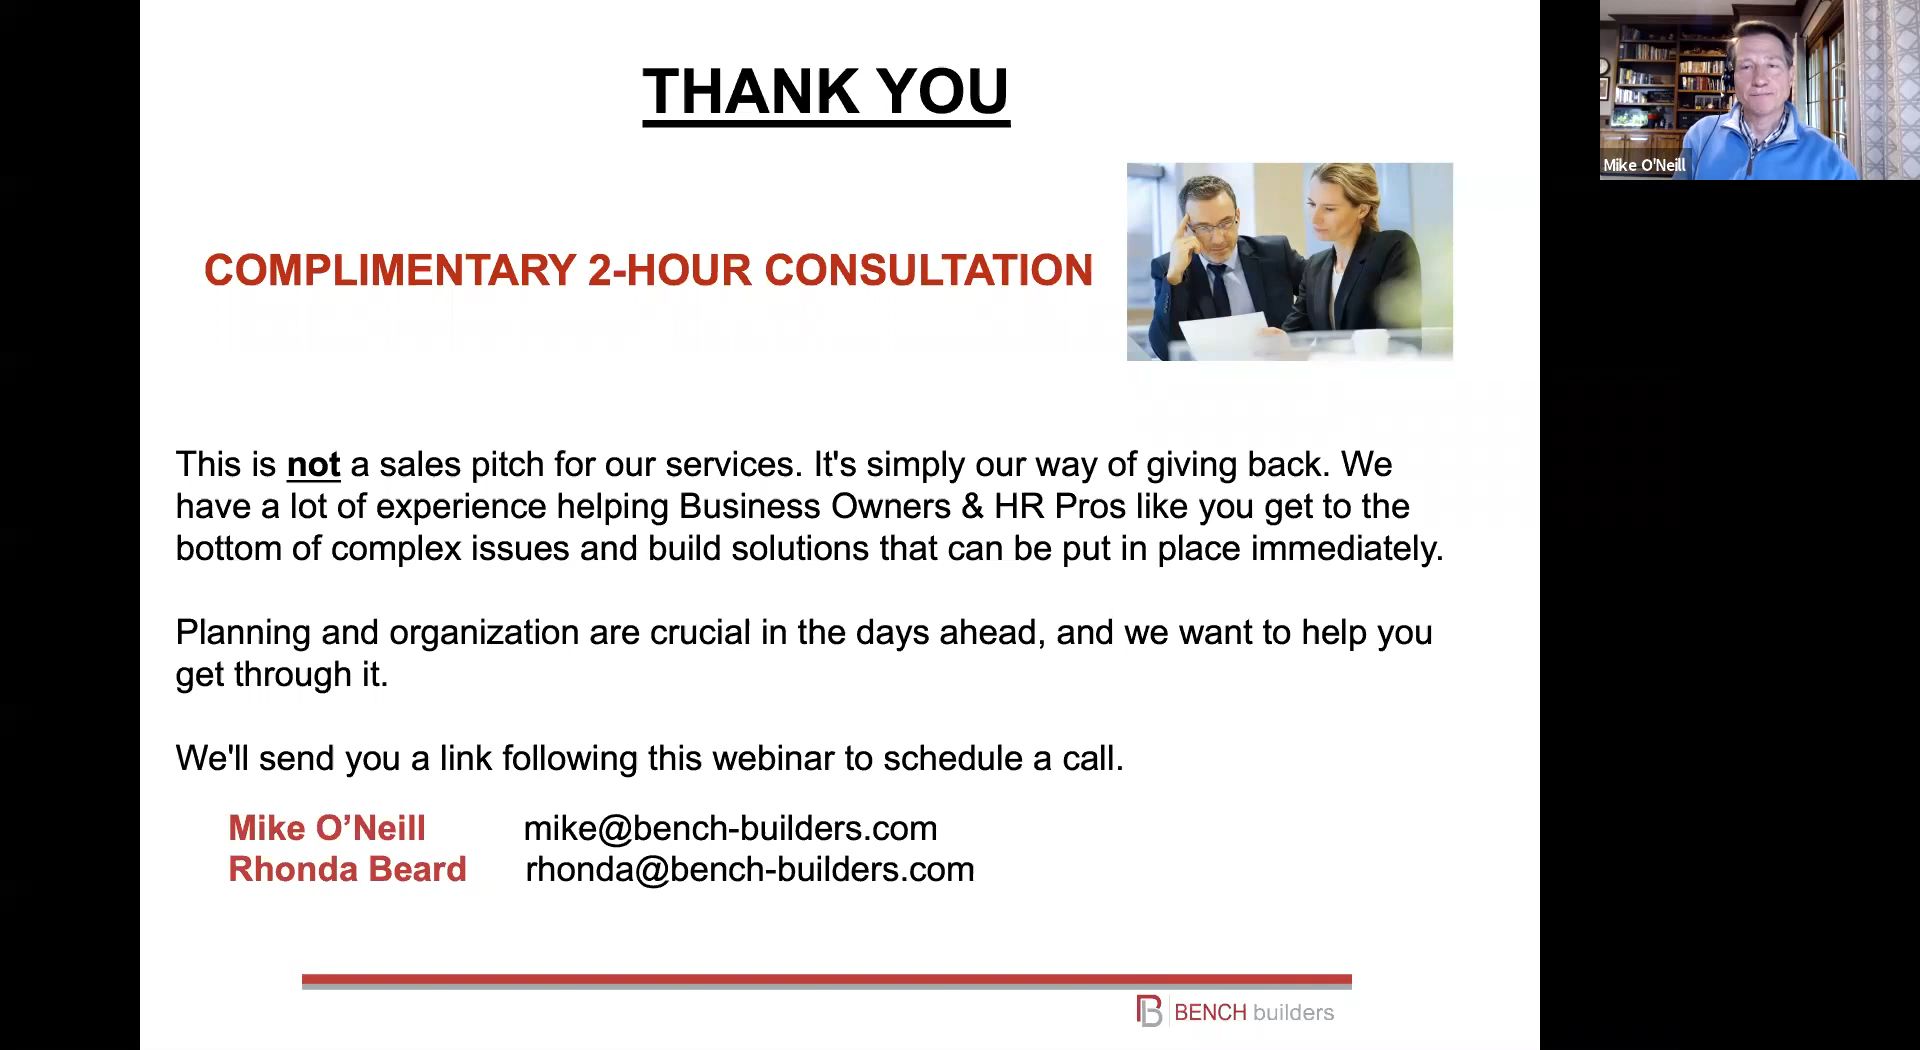 THANK YOU
Mike O'Neill
COMPLIMENTARY 2-HOUR CONSULTATION
This is not a sales pitch for our services. It's simply our way of giving back. We
have a lot of experience helping Business Owners & HR Pros like you get to the
bottom of complex issues and build solutions that can be put in place immediately.
Planning and organization are crucial in the days ahead, and we want to help you
get through it.
We'll send you a link following this webinar to schedule a call.
Mike O’Neill mike@bench-builders.com
Rhonda Beard rhonda@bench-builders.com
BENCH builders